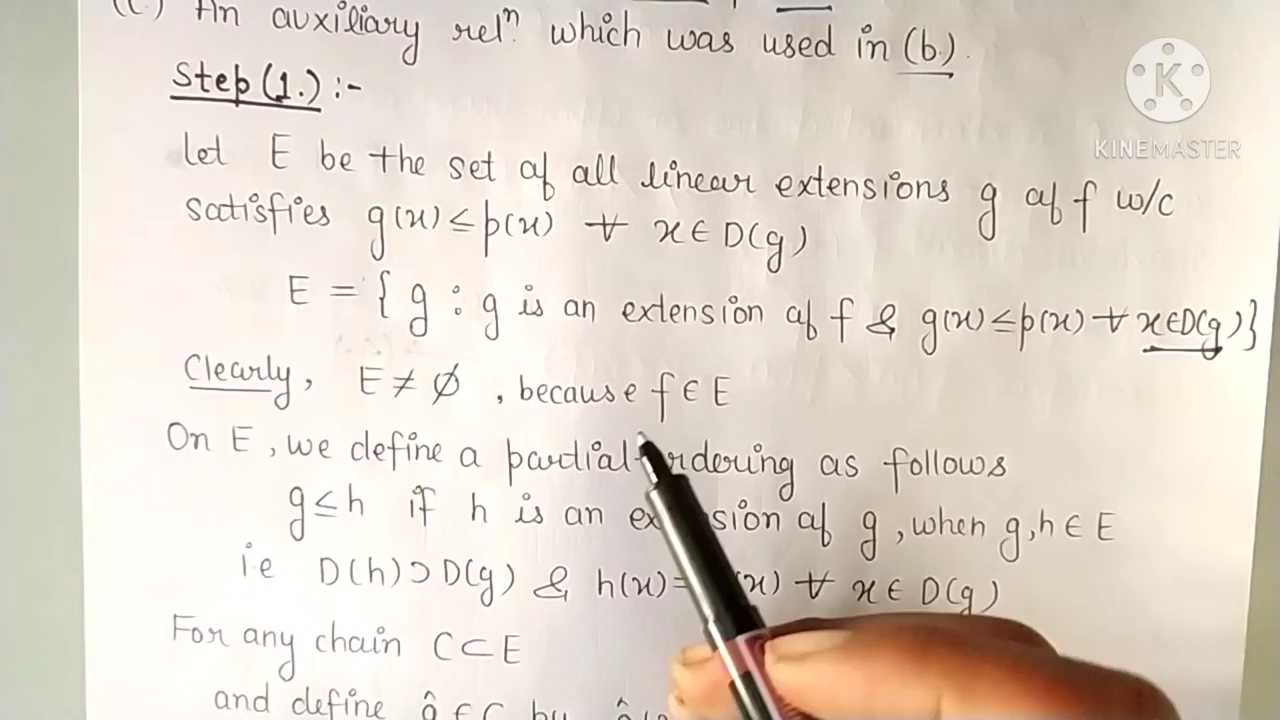 (c.) An auxiliary relⁿ. which was used in (b.).
Step (1.) :-
K
KINEMASTER
let E be the set of all linear extensions g of f w/c
satisfies g(x) ≤ p(x) ∀ x ∈ D(g)
E = { g : g is an extension of f & g(x) ≤ p(x) ∀ x∈D(g)}
Clearly, E ≠ ∅ , because f ∈ E
On E, we define a partial ordering as follows
g ≤ h if h is an extension of g , when g,h ∈ E
i.e D(h) ⊃ D(g) & h(x) = (x) ∀ x ∈ D(g)
For any chain C ⊂ E
and define ĝ ∈ C by